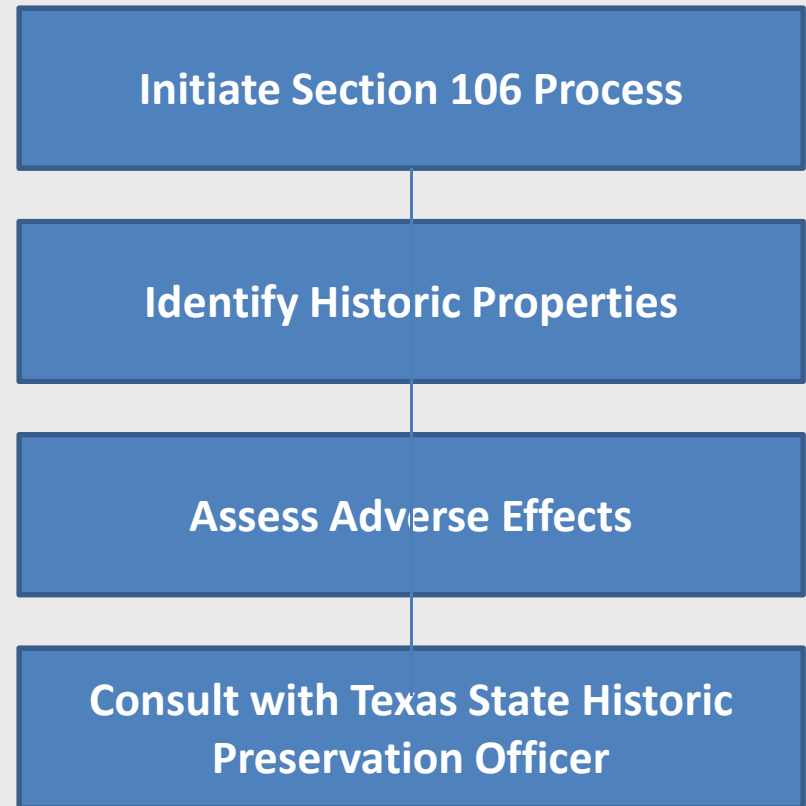 Initiate Section 106 Process
Identify Historic Properties
Assess Adverse Effects
Consult with Texas State Historic
Preservation Officer